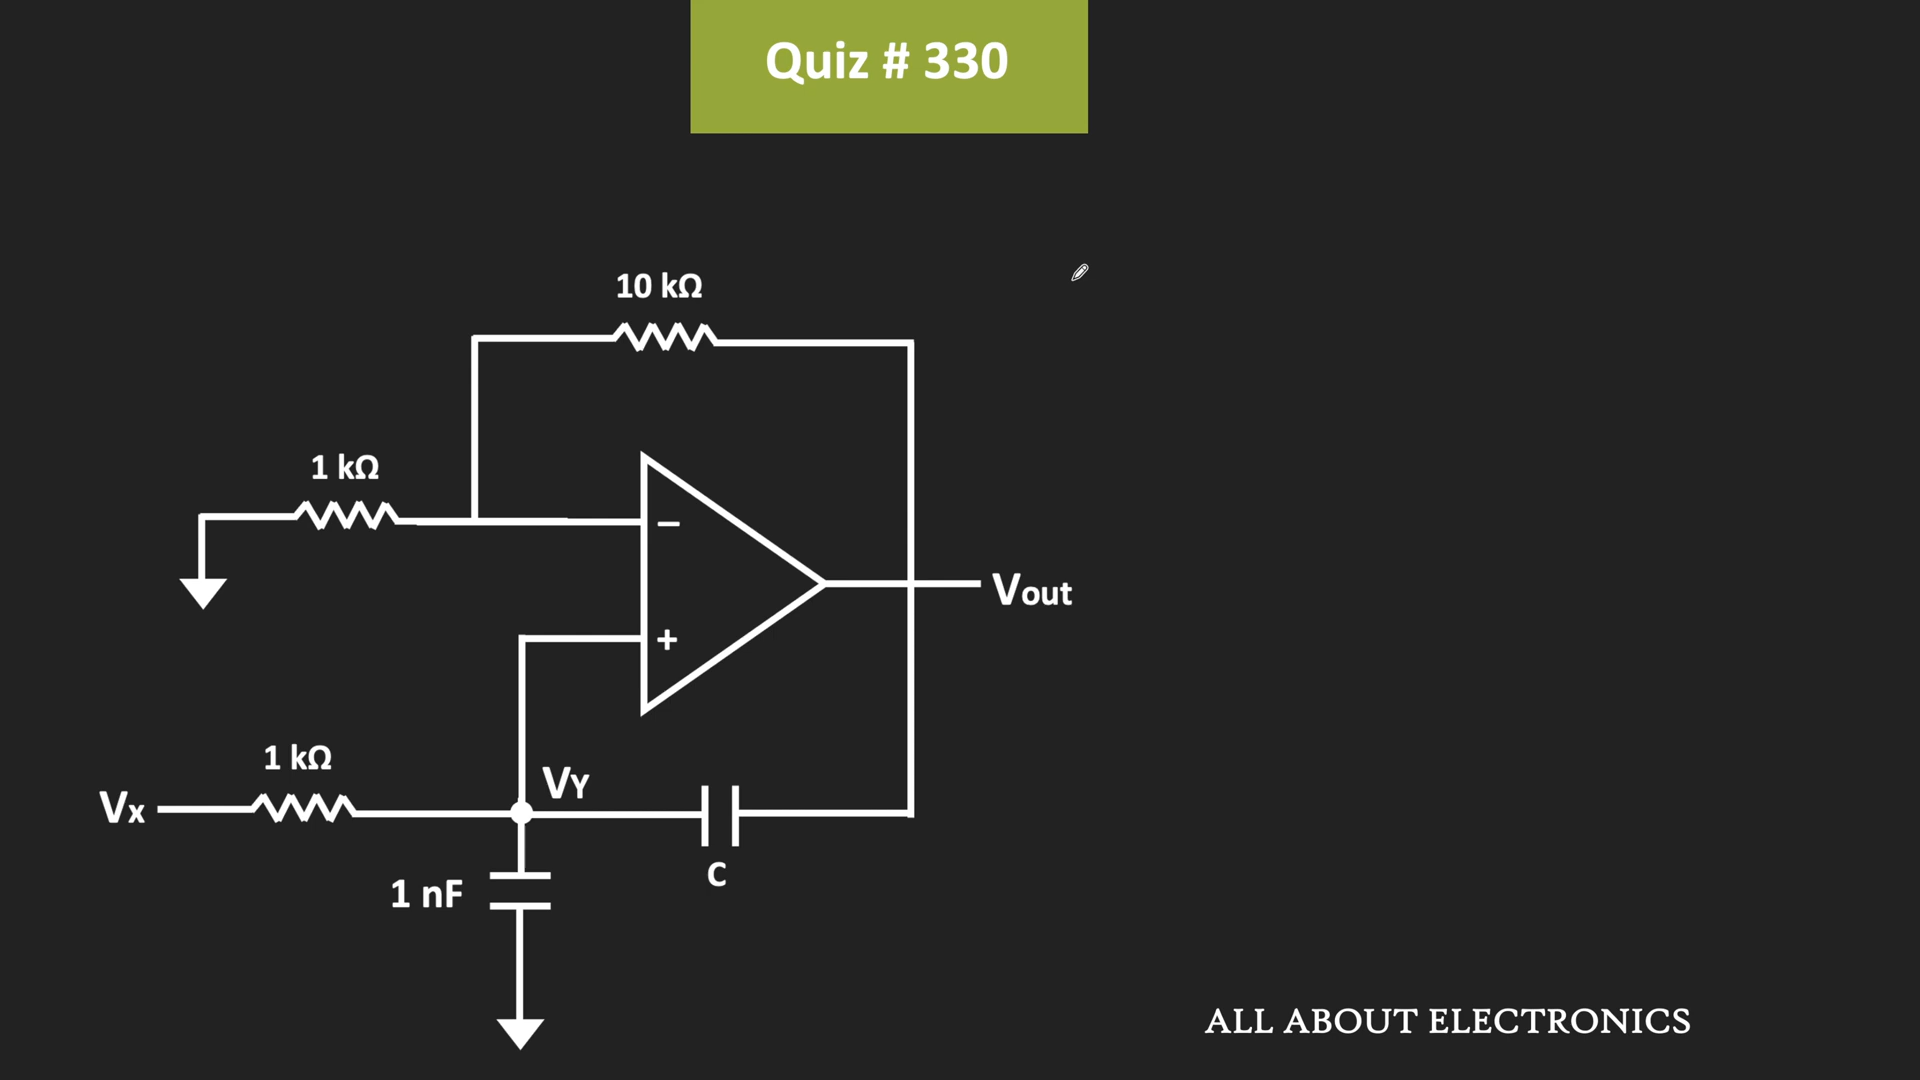 Quiz # 330
10 kΩ
1 kΩ
−
Vout
+
1 kΩ
VY
Vx
C
1 nF
ALL ABOUT ELECTRONICS